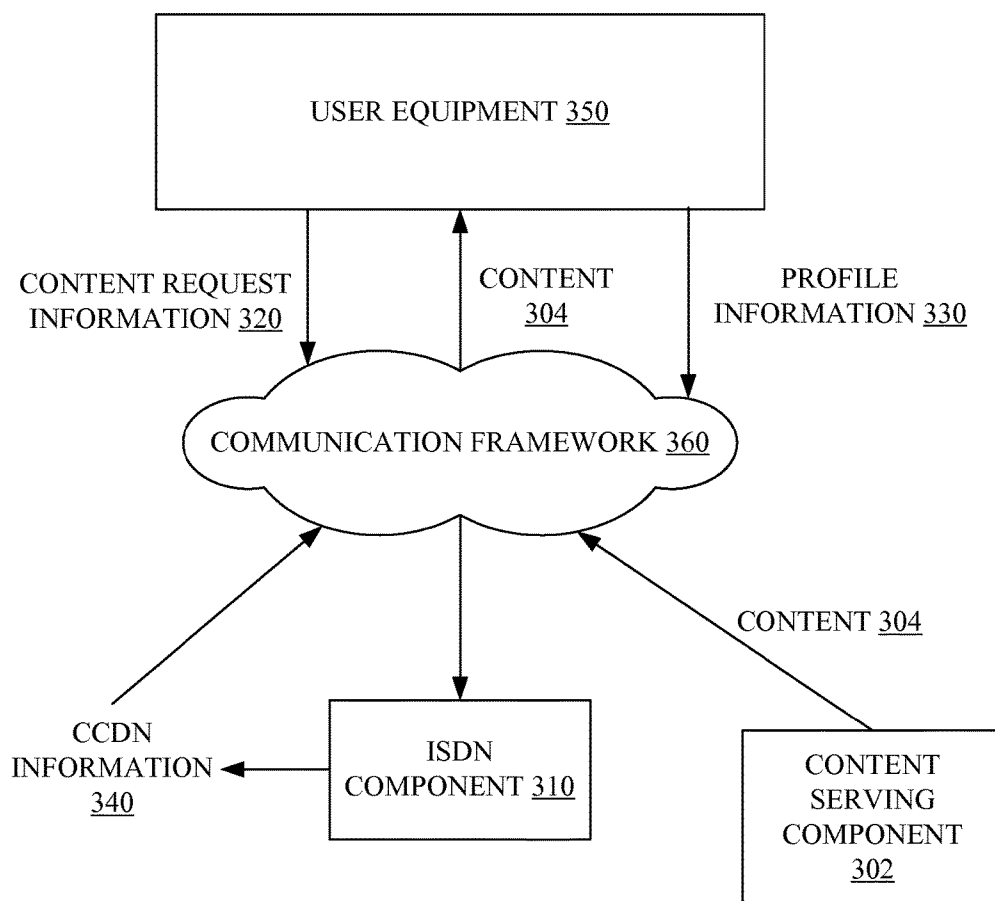 USER EQUIPMENT 350
CONTENT REQUEST
INFORMATION 320
CONTENT
304
PROFILE
INFORMATION 330
COMMUNICATION FRAMEWORK 360
CONTENT 304
CCDN
INFORMATION
340
ISDN
COMPONENT 310
CONTENT
SERVING
COMPONENT
302